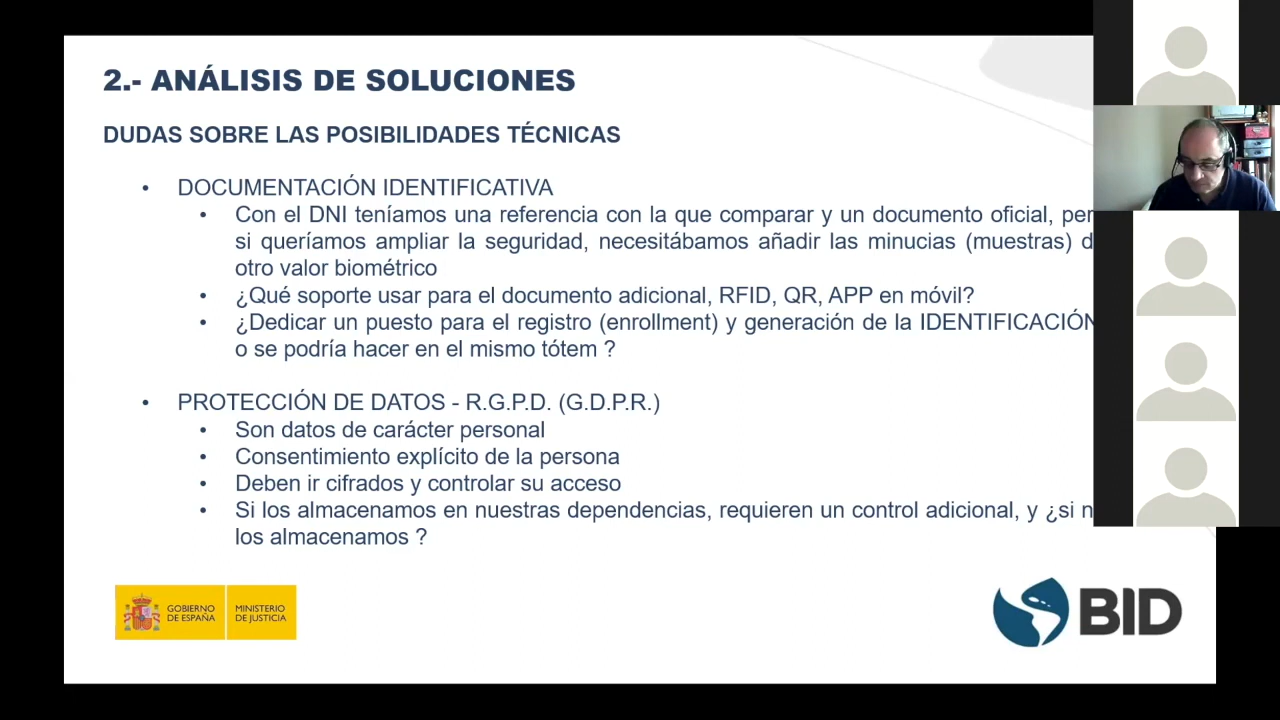 2.- ANÁLISIS DE SOLUCIONES
DUDAS SOBRE LAS POSIBILIDADES TÉCNICAS
• DOCUMENTACIÓN IDENTIFICATIVA
• Con el DNI teníamos una referencia con la que comparar y un documento oficial, per
si queríamos ampliar la seguridad, necesitábamos añadir las minucias (muestras) d
otro valor biométrico
• ¿Qué soporte usar para el documento adicional, RFID, QR, APP en móvil?
• ¿Dedicar un puesto para el registro (enrollment) y generación de la IDENTIFICACIÓN
o se podría hacer en el mismo tótem ?
• PROTECCIÓN DE DATOS - R.G.P.D. (G.D.P.R.)
• Son datos de carácter personal
• Consentimiento explícito de la persona
• Deben ir cifrados y controlar su acceso
• Si los almacenamos en nuestras dependencias, requieren un control adicional, y ¿si n
los almacenamos ?
GOBIERNO
DE ESPAÑA
MINISTERIO
DE JUSTICIA
BID